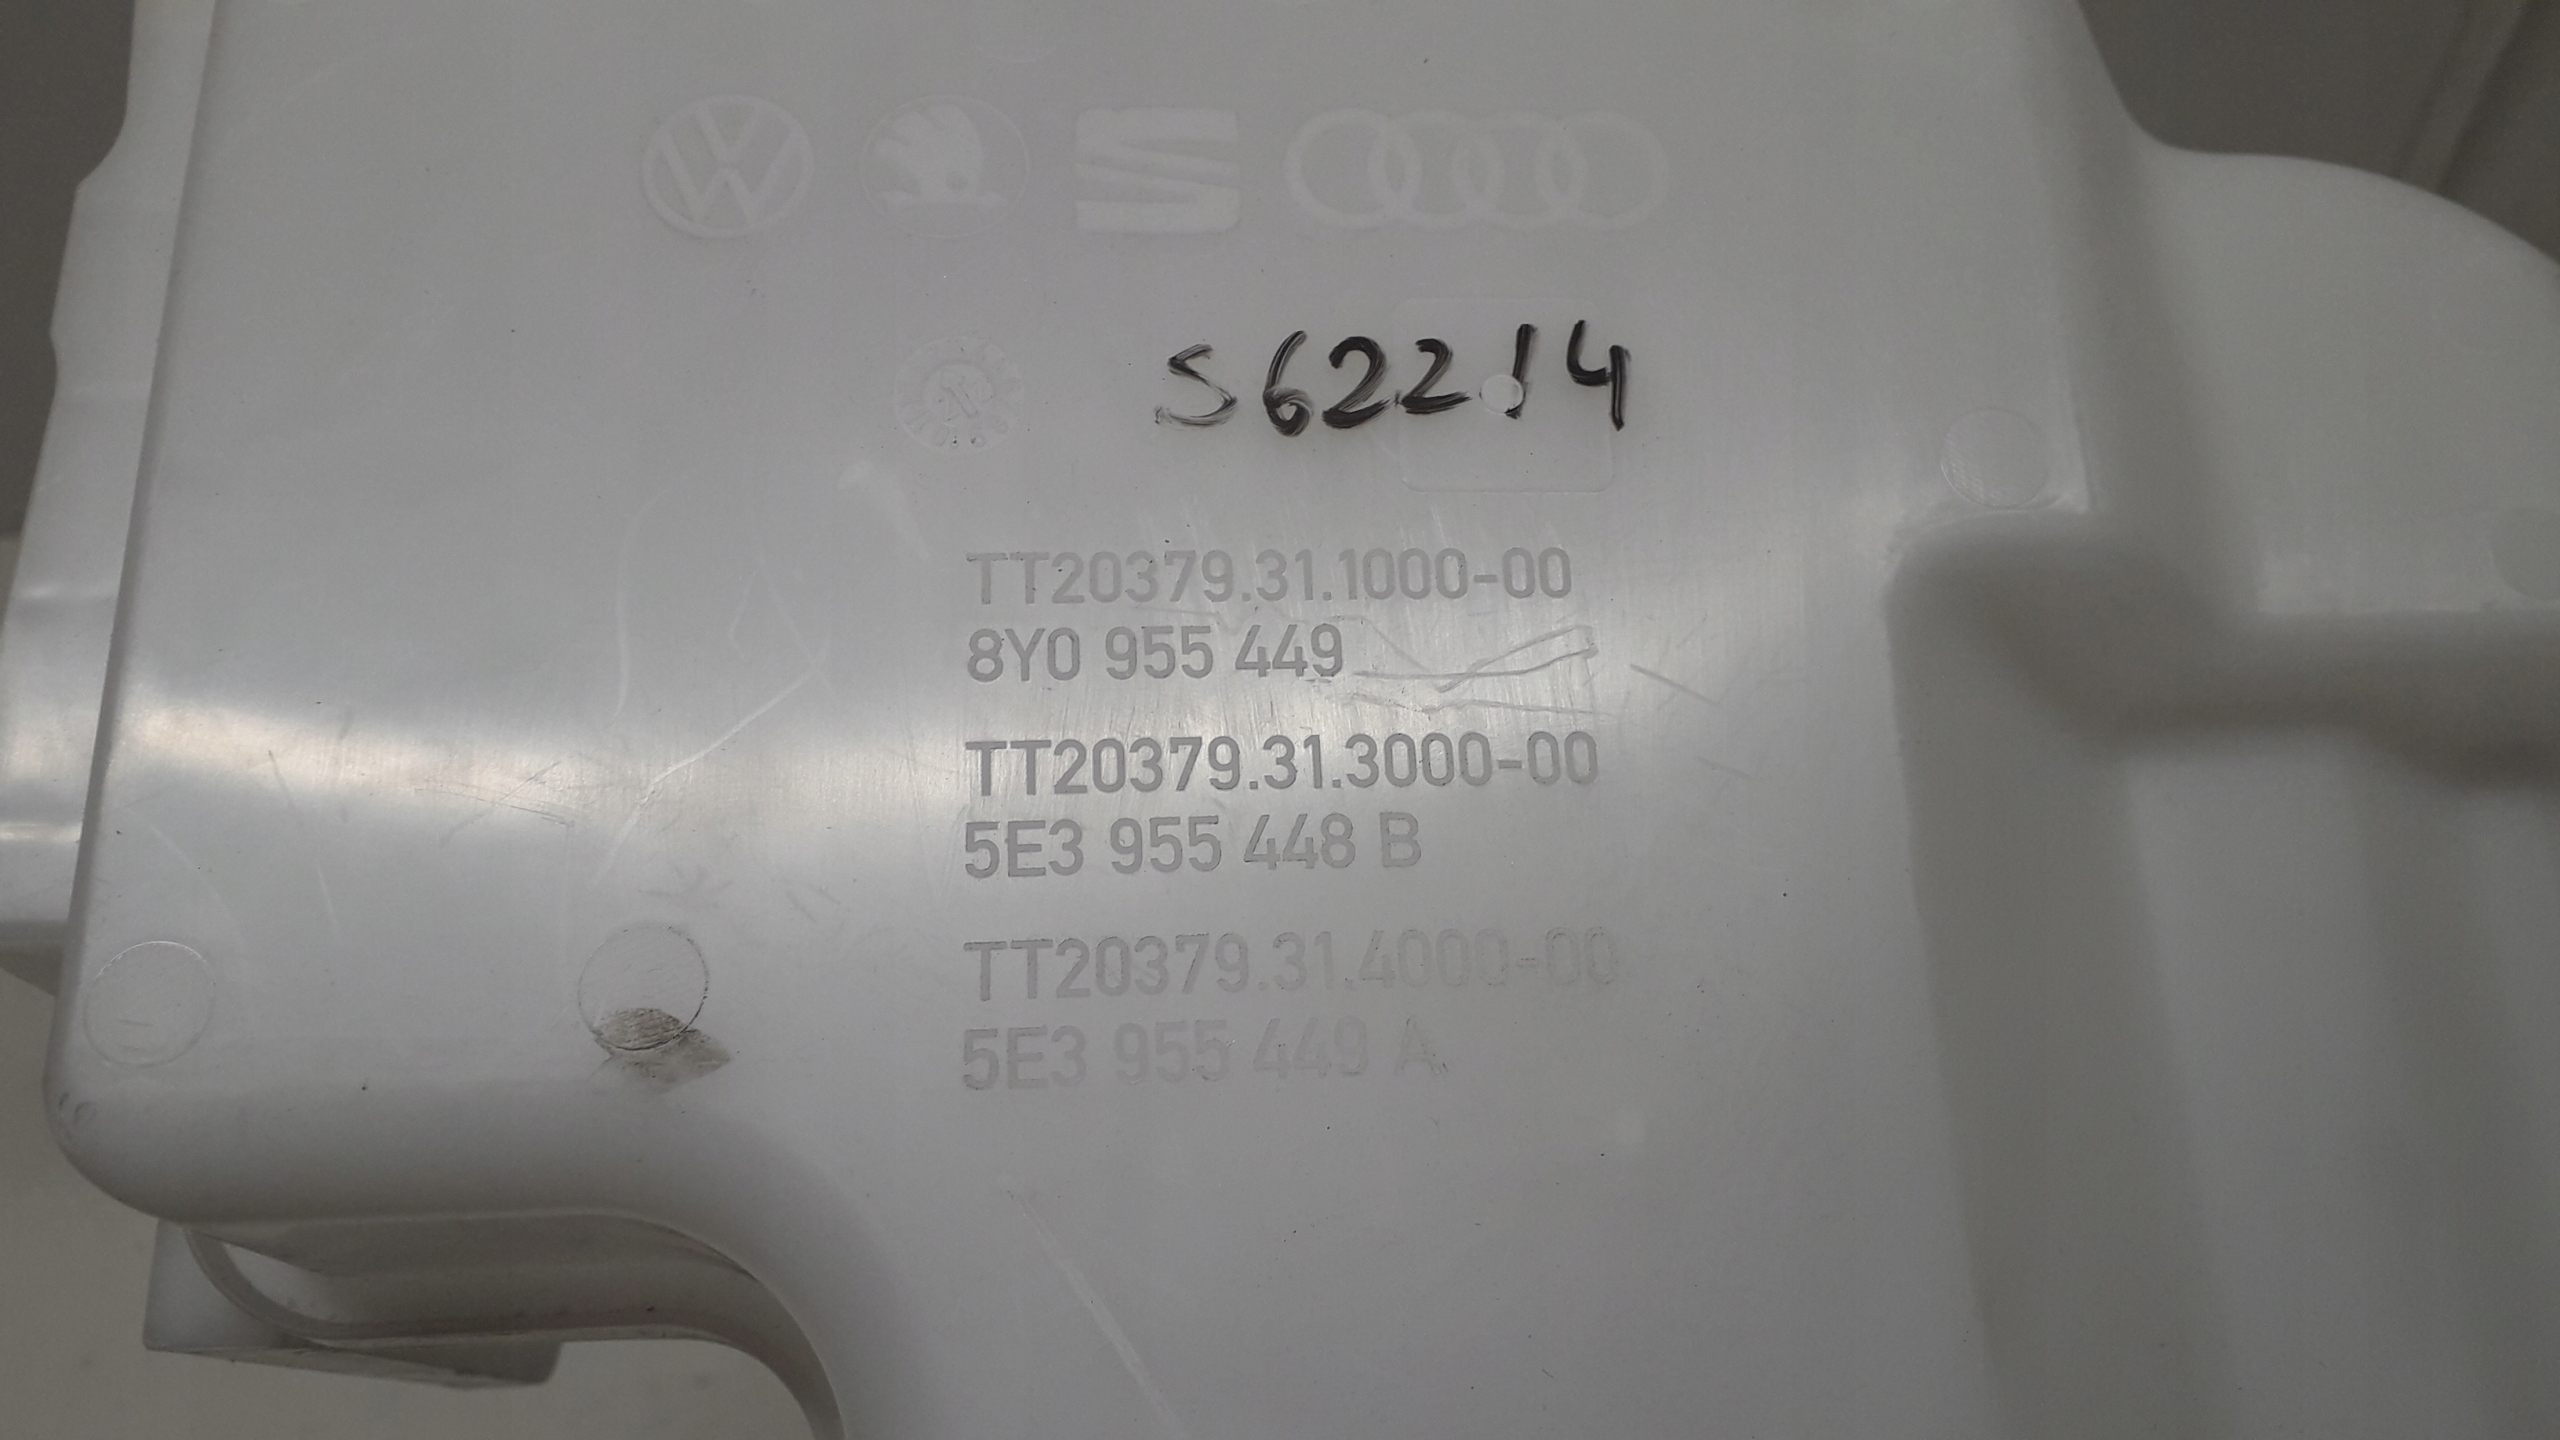 S62214
TT20379.31.1000-00
8Y0 955 449
TT20379.31.3000-00
5E3 955 448 B
TT20379.31.4000-00
5E3 955 449 A